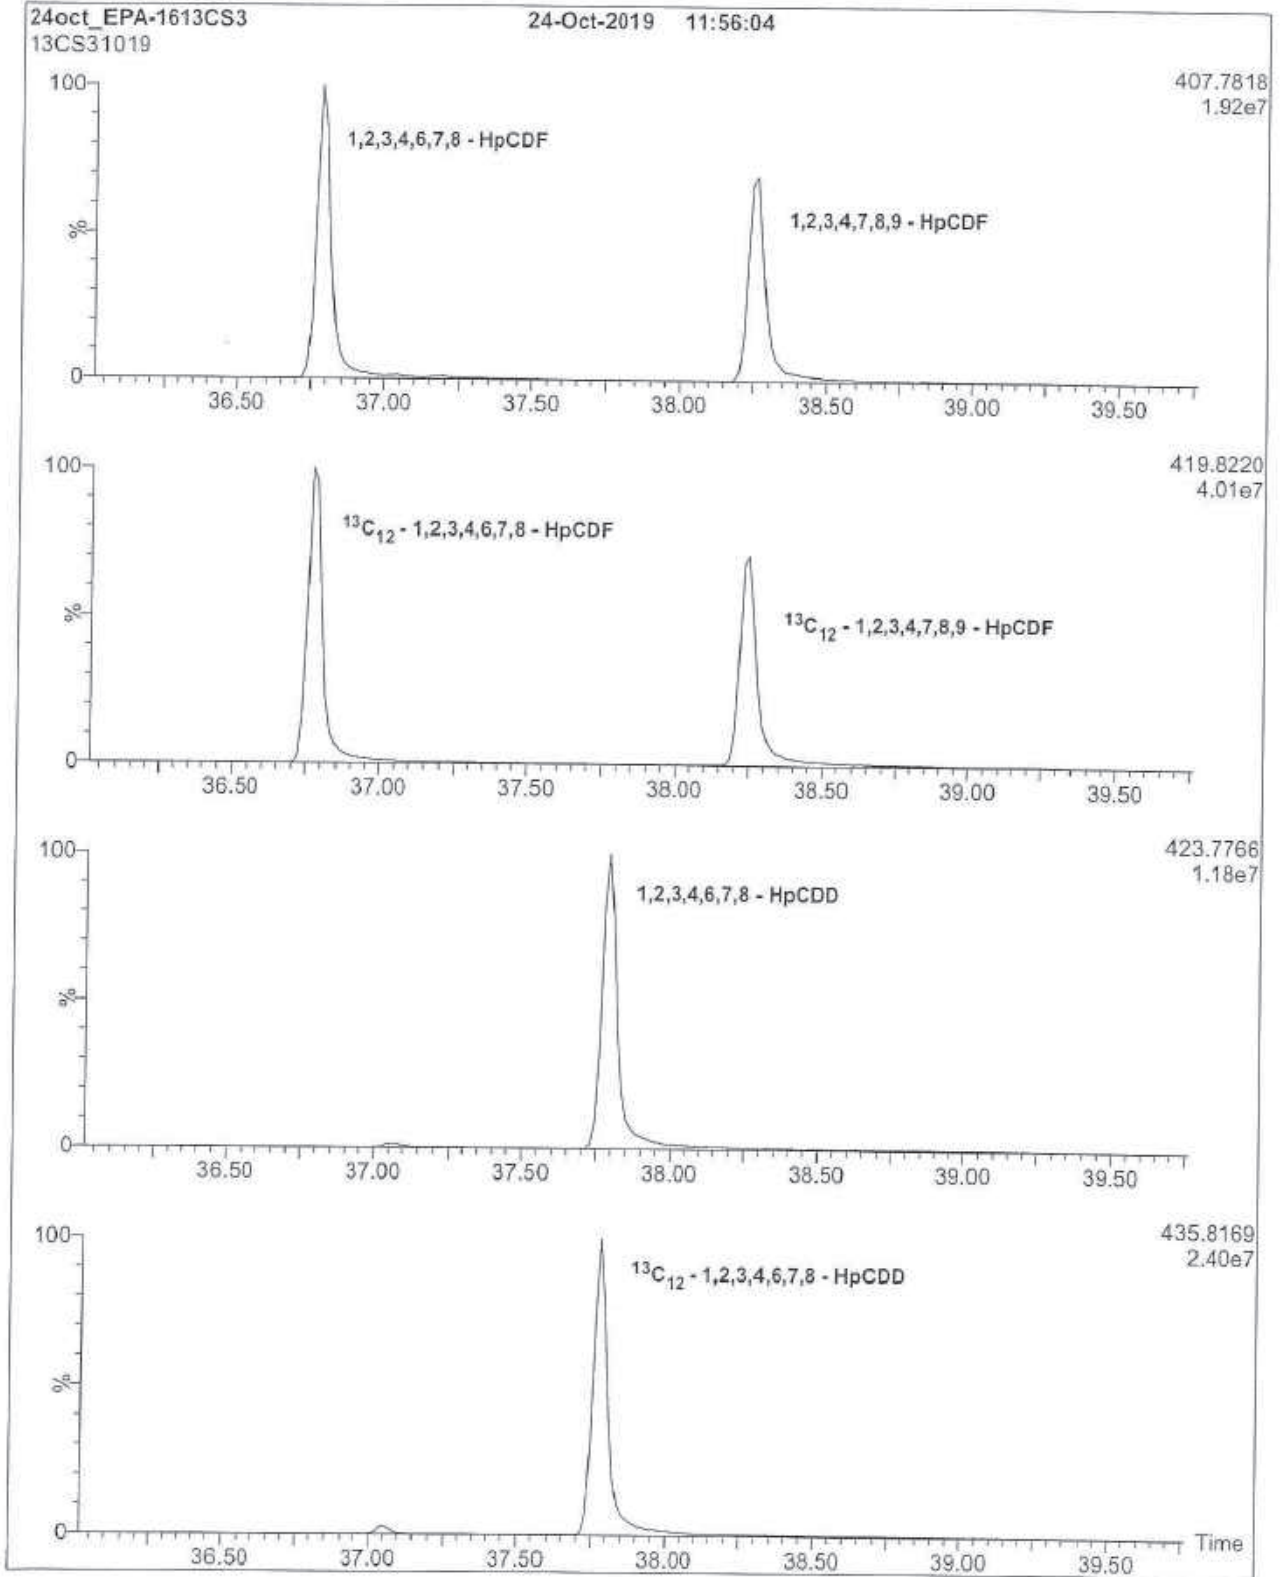 24oct_EPA-1613CS3 24-Oct-2019 11:56:04
13CS31019
100 407.7818
1.92e7
1,2,3,4,6,7,8 - HpCDF
1,2,3,4,7,8,9 - HpCDF
%
0
36.50 37.00 37.50 38.00 38.50 39.00 39.50
100 419.8220
4.01e7
¹³C₁₂ - 1,2,3,4,6,7,8 - HpCDF
%
¹³C₁₂ - 1,2,3,4,7,8,9 - HpCDF
0
36.50 37.00 37.50 38.00 38.50 39.00 39.50
100 423.7766
1.18e7
1,2,3,4,6,7,8 - HpCDD
%
0
36.50 37.00 37.50 38.00 38.50 39.00 39.50
100 435.8169
2.40e7
¹³C₁₂ - 1,2,3,4,6,7,8 - HpCDD
%
0 Time
36.50 37.00 37.50 38.00 38.50 39.00 39.50